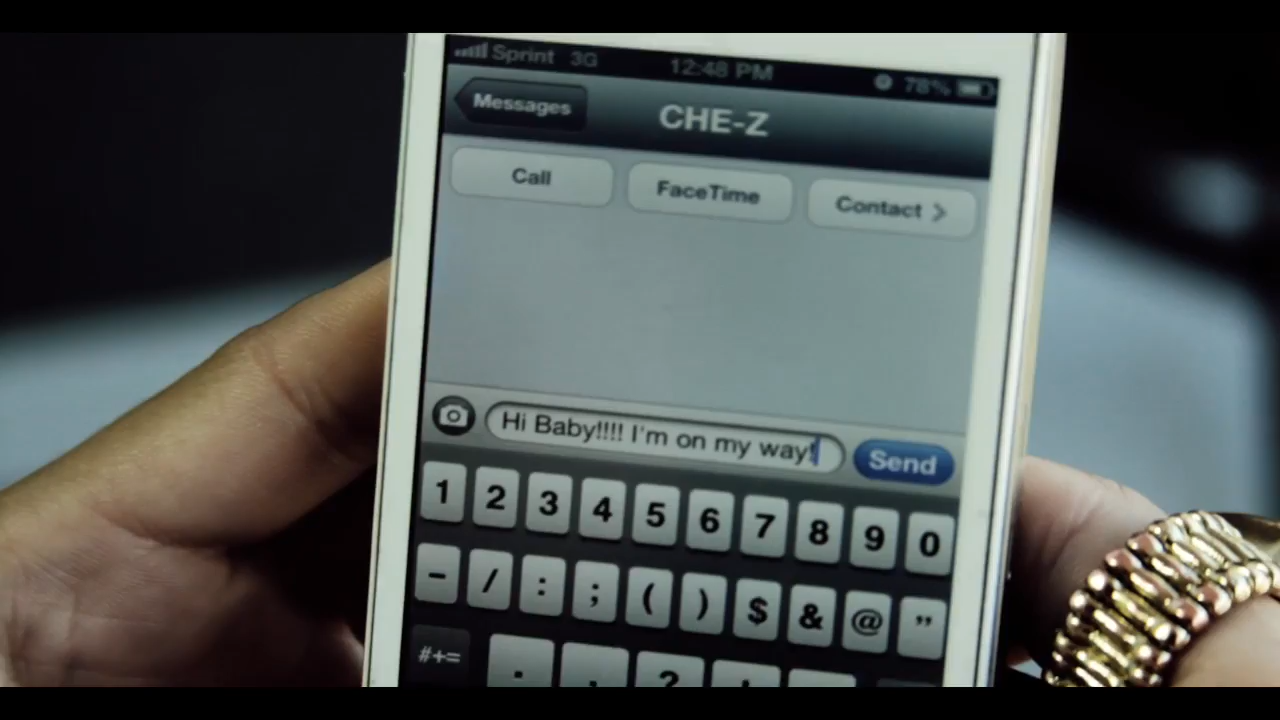 Sprint 3G 12:48 PM 78%
Messages CHE-Z
Call FaceTime Contact
Hi Baby!!!! I'm on my way! Send
1 2 3 4 5 6 7 8 9 0
- / : ; ( ) $ & @ "
#+= . , ? !